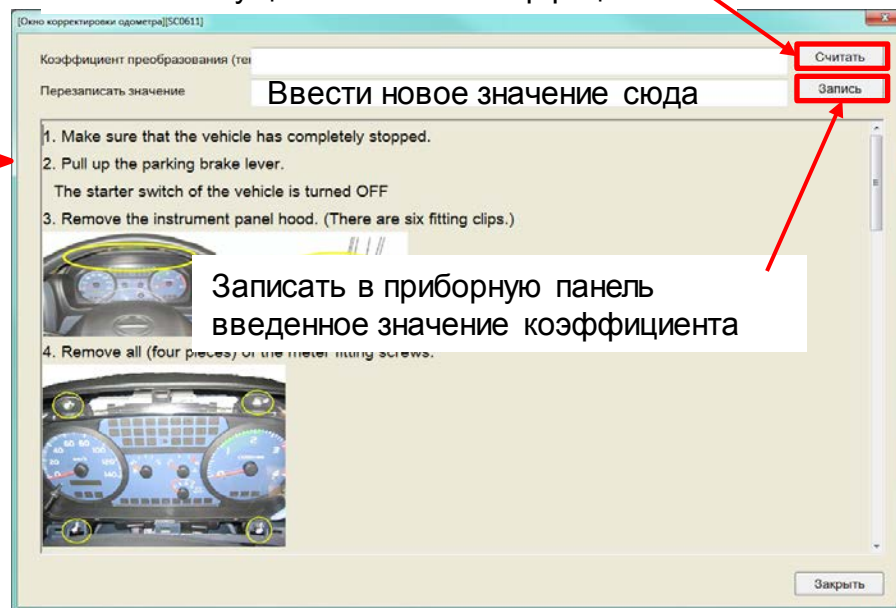 [Окно корректировки одометра][SC0611]
Коэффициент преобразования (те
Считать
Перезаписать значение
Ввести новое значение сюда
Запись
1. Make sure that the vehicle has completely stopped.
2. Pull up the parking brake lever.
The starter switch of the vehicle is turned OFF
3. Remove the instrument panel hood. (There are six fitting clips.)
Записать в приборную панель
введенное значение коэффициента
4. Remove all (four pieces) of the meter fitting screws.
Закрыть